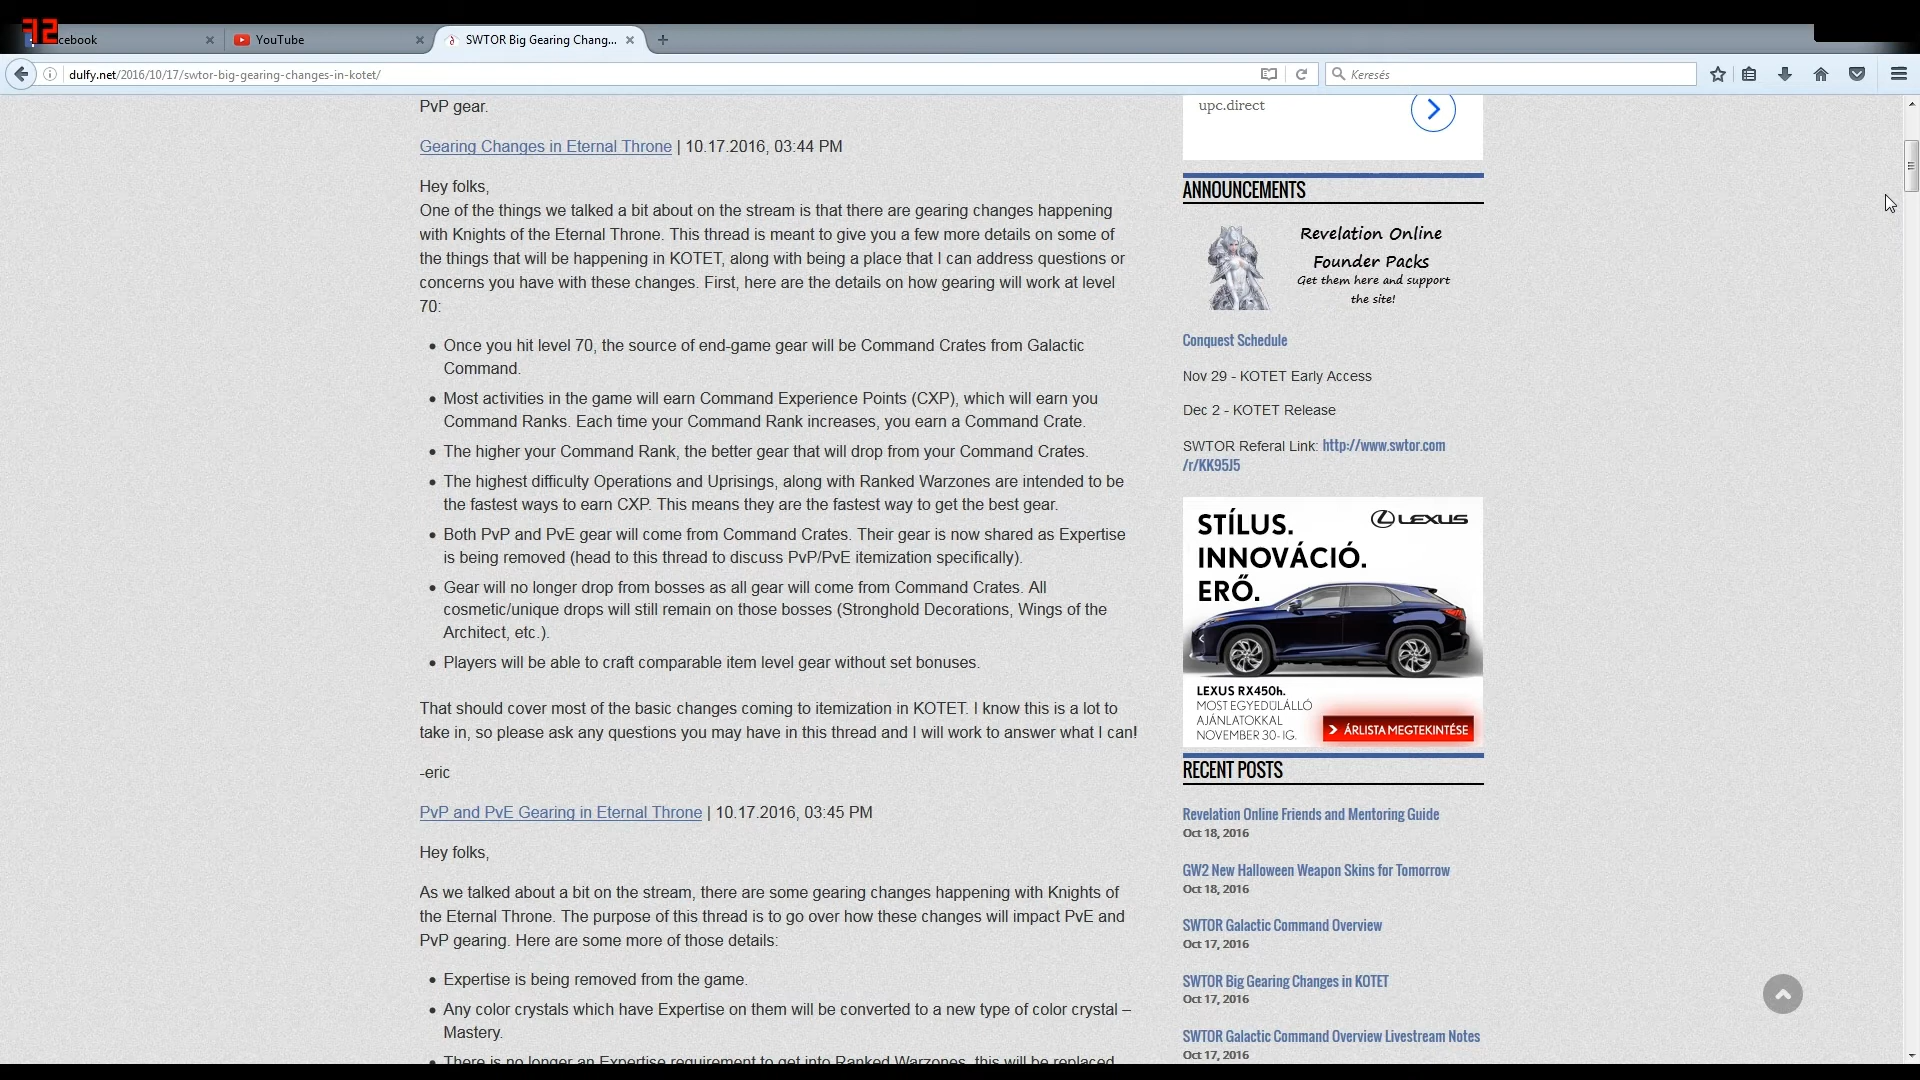 72
cebook
YouTube
SWTOR Big Gearing Chang...
dulfy.net/2016/10/17/swtor-big-gearing-changes-in-kotet/
Keresés
PvP gear.
Gearing Changes in Eternal Throne | 10.17.2016, 03:44 PM
Hey folks,
One of the things we talked a bit about on the stream is that there are gearing changes happening
with Knights of the Eternal Throne. This thread is meant to give you a few more details on some of
the things that will be happening in KOTET, along with being a place that I can address questions or
concerns you have with these changes. First, here are the details on how gearing will work at level
70:
• Once you hit level 70, the source of end-game gear will be Command Crates from Galactic
Command.
• Most activities in the game will earn Command Experience Points (CXP), which will earn you
Command Ranks. Each time your Command Rank increases, you earn a Command Crate.
• The higher your Command Rank, the better gear that will drop from your Command Crates.
• The highest difficulty Operations and Uprisings, along with Ranked Warzones are intended to be
the fastest ways to earn CXP. This means they are the fastest way to get the best gear.
• Both PvP and PvE gear will come from Command Crates. Their gear is now shared as Expertise
is being removed (head to this thread to discuss PvP/PvE itemization specifically).
• Gear will no longer drop from bosses as all gear will come from Command Crates. All
cosmetic/unique drops will still remain on those bosses (Stronghold Decorations, Wings of the
Architect, etc.).
• Players will be able to craft comparable item level gear without set bonuses.
That should cover most of the basic changes coming to itemization in KOTET. I know this is a lot to
take in, so please ask any questions you may have in this thread and I will work to answer what I can!
-eric
PvP and PvE Gearing in Eternal Throne | 10.17.2016, 03:45 PM
Hey folks,
As we talked about a bit on the stream, there are some gearing changes happening with Knights of
the Eternal Throne. The purpose of this thread is to go over how these changes will impact PvE and
PvP gearing. Here are some more of those details:
• Expertise is being removed from the game.
• Any color crystals which have Expertise on them will be converted to a new type of color crystal –
Mastery.
• There is no longer an Expertise requirement to get into Ranked Warzones, this will be replaced
upc.direct
ANNOUNCEMENTS
Revelation Online
Founder Packs
Get them here and support
the site!
Conquest Schedule
Nov 29 - KOTET Early Access
Dec 2 - KOTET Release
SWTOR Referal Link: http://www.swtor.com
/r/KK95J5
STÍLUS.
LEXUS
INNOVÁCIÓ.
ERŐ.
LEXUS RX450h.
MOST EGYEDÜLÁLLÓ
AJÁNLATOKKAL
NOVEMBER 30-IG.
ÁRLISTA MEGTEKINTÉSE
RECENT POSTS
Revelation Online Friends and Mentoring Guide
Oct 18, 2016
GW2 New Halloween Weapon Skins for Tomorrow
Oct 18, 2016
SWTOR Galactic Command Overview
Oct 17, 2016
SWTOR Big Gearing Changes in KOTET
Oct 17, 2016
SWTOR Galactic Command Overview Livestream Notes
Oct 17, 2016